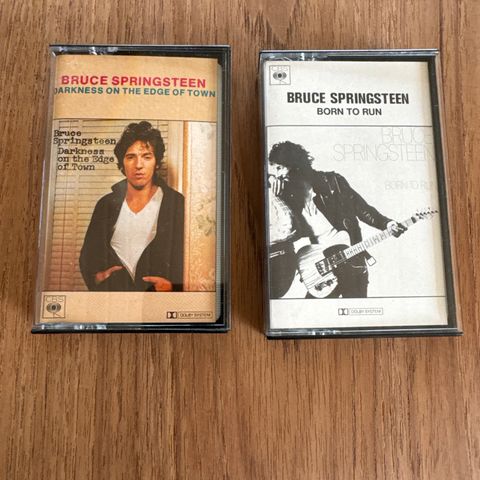 BRUCE SPRINGSTEEN
DARKNESS ON THE EDGE OF TOWN
Bruce
Springsteen
Darkness
on the Edge
of Town
CBS
DOLBY SYSTEM
CBS
BRUCE SPRINGSTEEN
BORN TO RUN
BRUCE
SPRINGSTEEN
BORN TO RUN
DOLBY SYSTEM